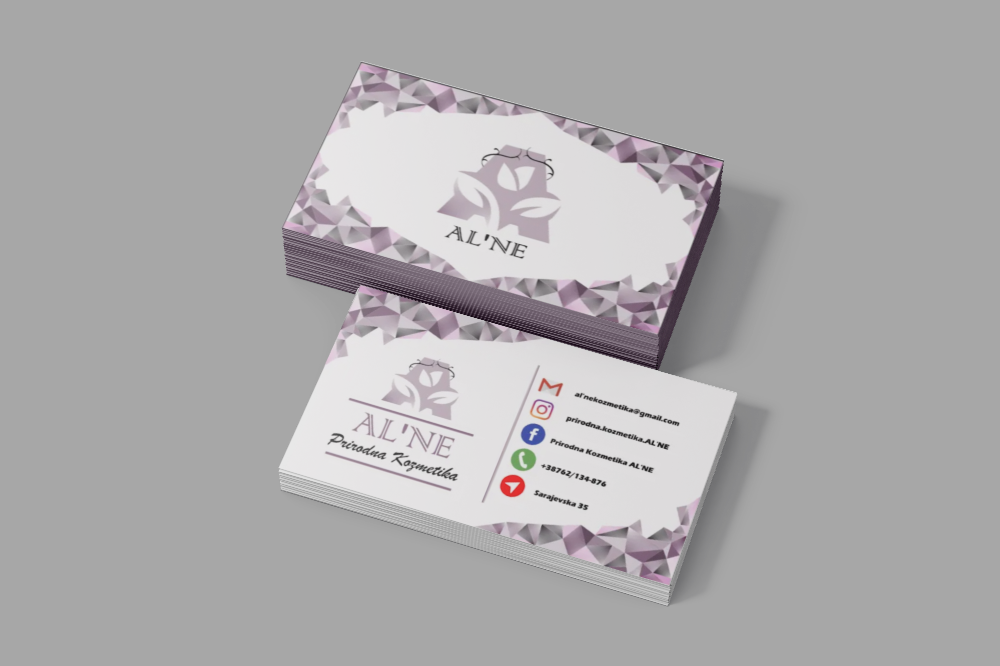 AL'NE
AL'NE
Prirodna Kozmetika
al'nekozmetika@gmail.com
prirodna.kozmetika.AL'NE
Prirodna Kozmetika AL'NE
+38762/134-876
Sarajevska 35